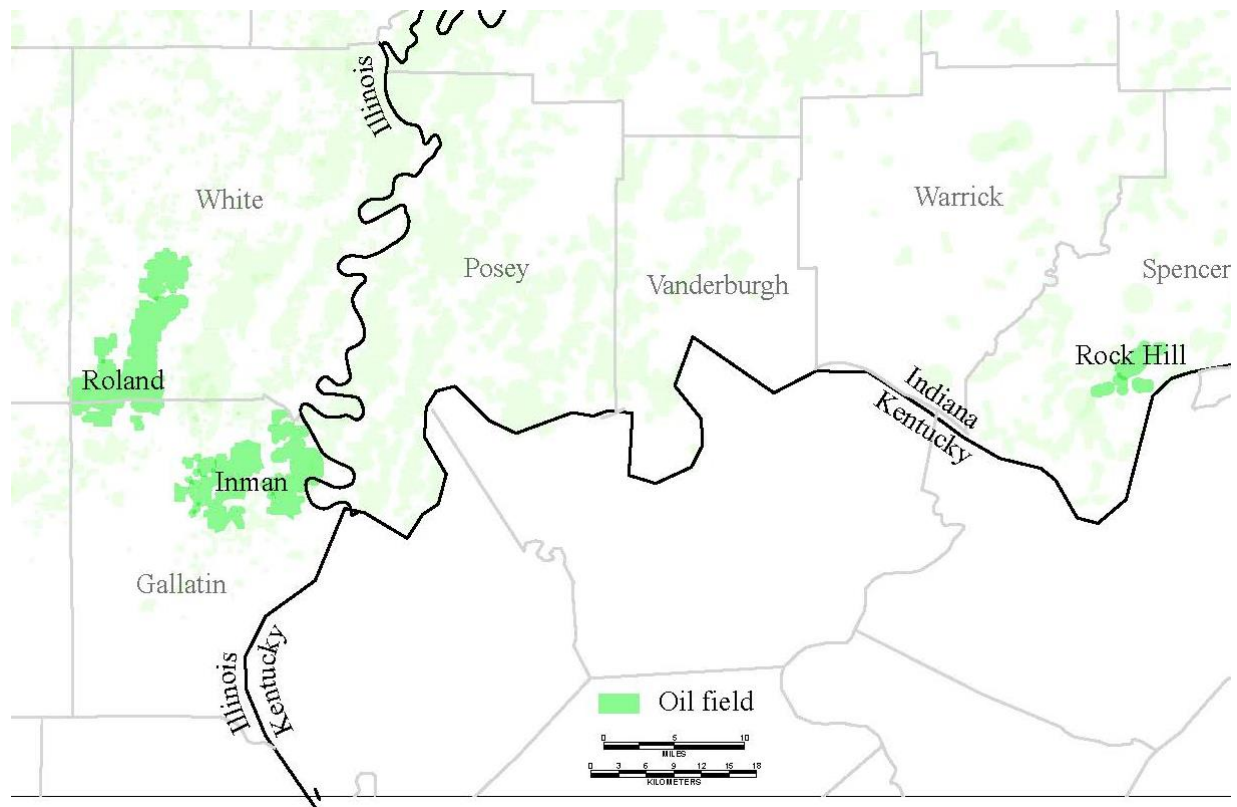 Illinois
White
Warrick
Posey
Spencer
Vanderburgh
Rock Hill
Roland
Indiana
Kentucky
Inman
Gallatin
Illinois
Kentucky
Oil field
0 5 10
MILES
0 3 6 9 12 15 18
KILOMETERS